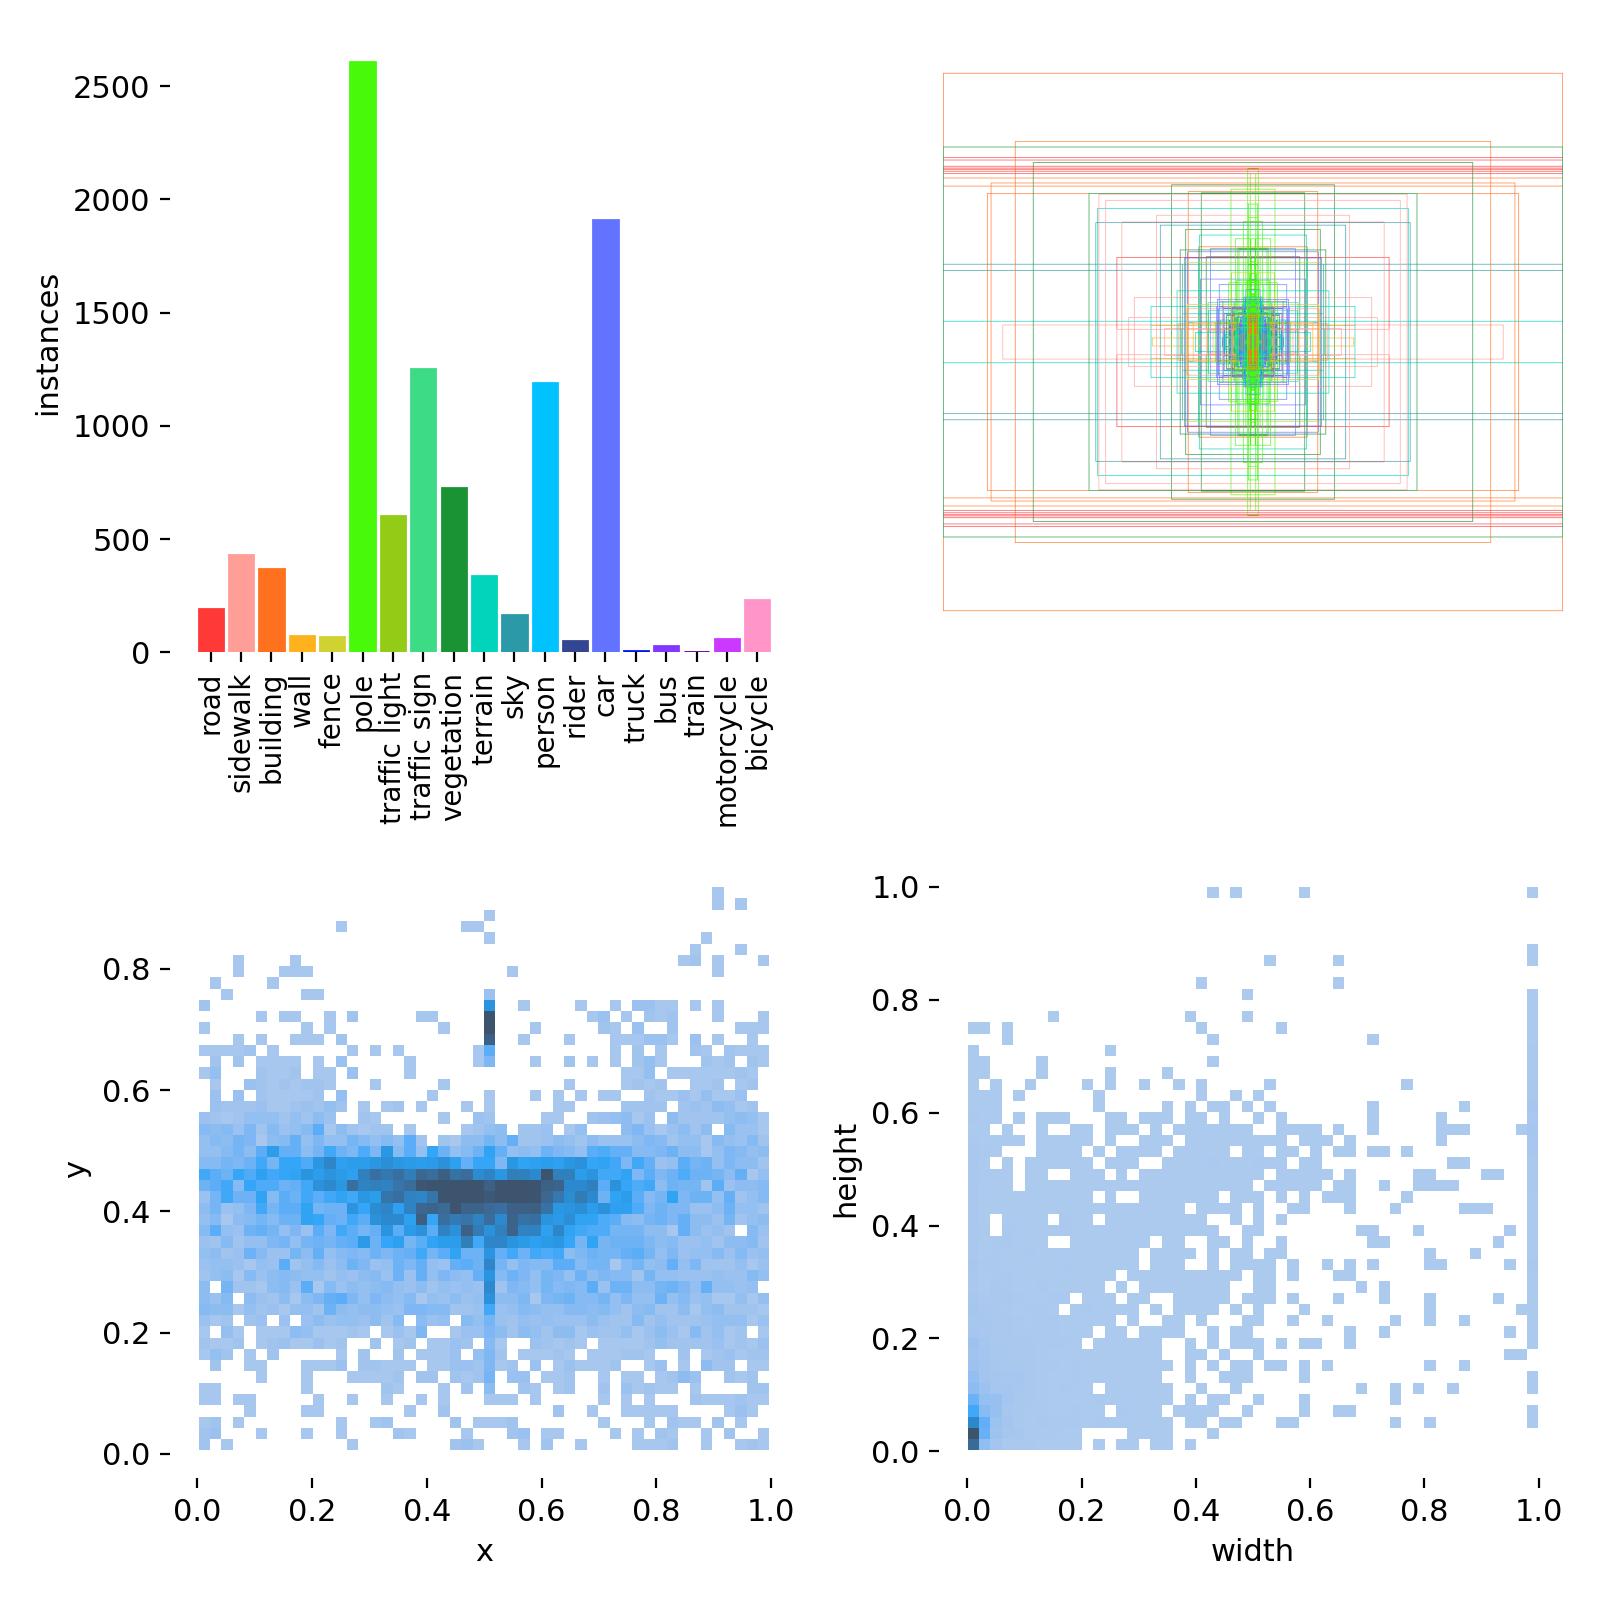 instances
2500
2000
1500
1000
500
0
road
sidewalk
building
wall
fence
pole
traffic light
traffic sign
vegetation
terrain
sky
person
rider
car
truck
bus
train
motorcycle
bicycle
y
0.8
0.6
0.4
0.2
0.0
0.0 0.2 0.4 0.6 0.8 1.0
x
height
1.0
0.8
0.6
0.4
0.2
0.0
0.0 0.2 0.4 0.6 0.8 1.0
width